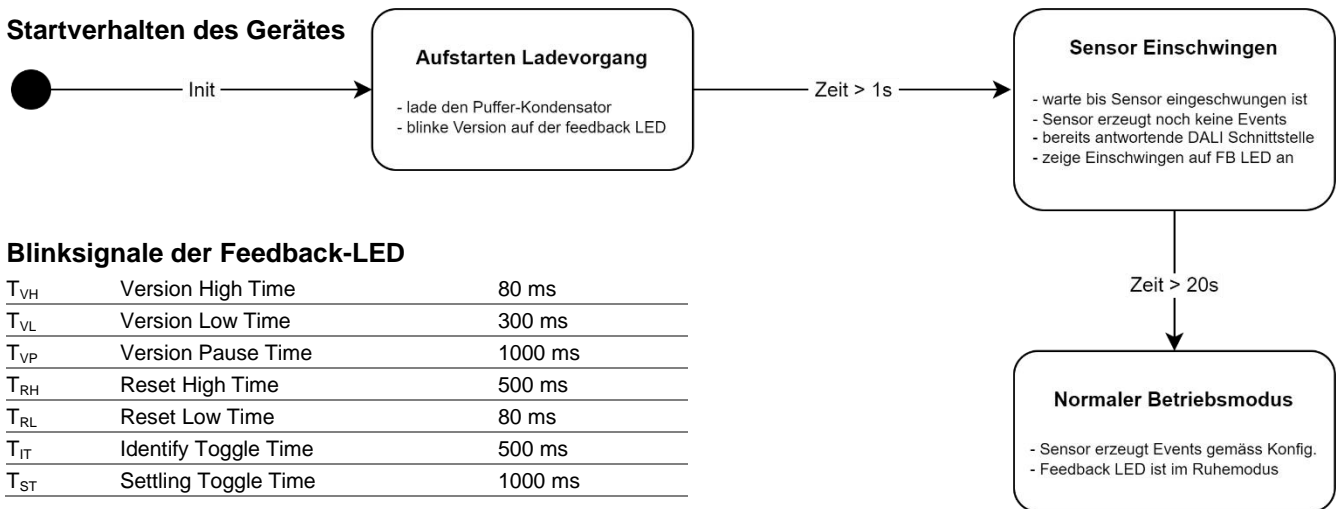 Startverhalten des Gerätes
Init
Aufstarten Ladevorgang
- lade den Puffer-Kondensator
- blinke Version auf der feedback LED
Zeit > 1s
Sensor Einschwingen
- warte bis Sensor eingeschwungen ist
- Sensor erzeugt noch keine Events
- bereits antwortende DALI Schnittstelle
- zeige Einschwingen auf FB LED an
Zeit > 20s
Normaler Betriebsmodus
- Sensor erzeugt Events gemäss Konfig.
- Feedback LED ist im Ruhemodus
Blinksignale der Feedback-LED
TVH Version High Time 80 ms
TVL Version Low Time 300 ms
TVP Version Pause Time 1000 ms
TRH Reset High Time 500 ms
TRL Reset Low Time 80 ms
TIT Identify Toggle Time 500 ms
TST Settling Toggle Time 1000 ms